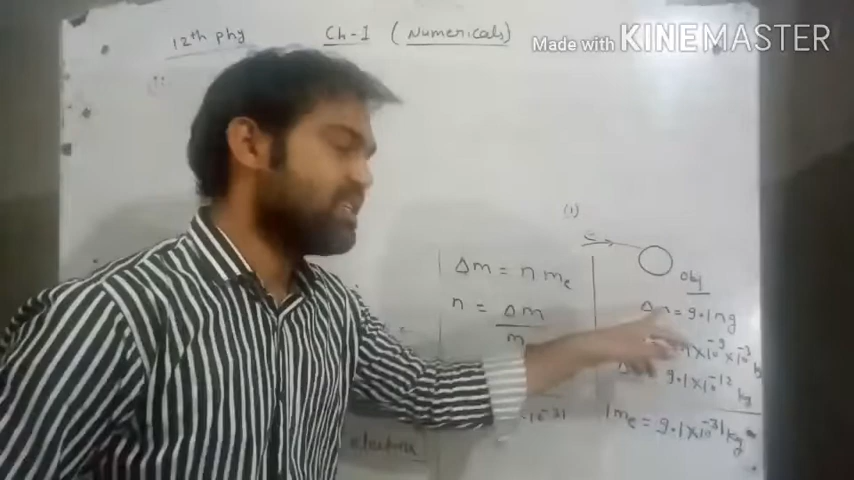 12th phy
Ch-1 (Numericals)
Made with KINEMASTER
(1)
e⁻
obj
Δm = n mₑ
n = Δm / m
Δm = 9.1 ng
×10⁻⁹×10⁻³ kg
9.1×10⁻¹² kg
10⁻³¹
1 mₑ = 9.1×10⁻³¹ kg
electron